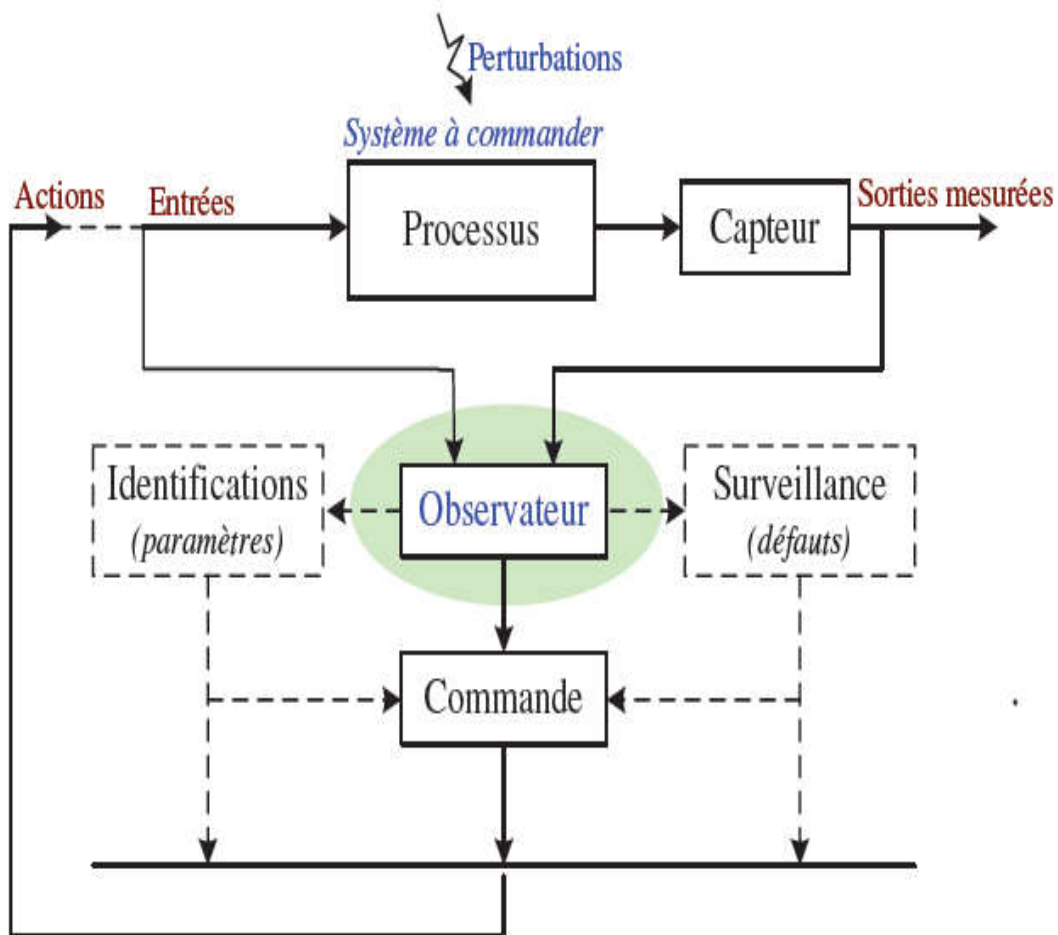 Perturbations
Système à commander
Actions
Entrées
Processus
Capteur
Sorties mesurées
Identifications
(paramètres)
Observateur
Surveillance
(défauts)
Commande